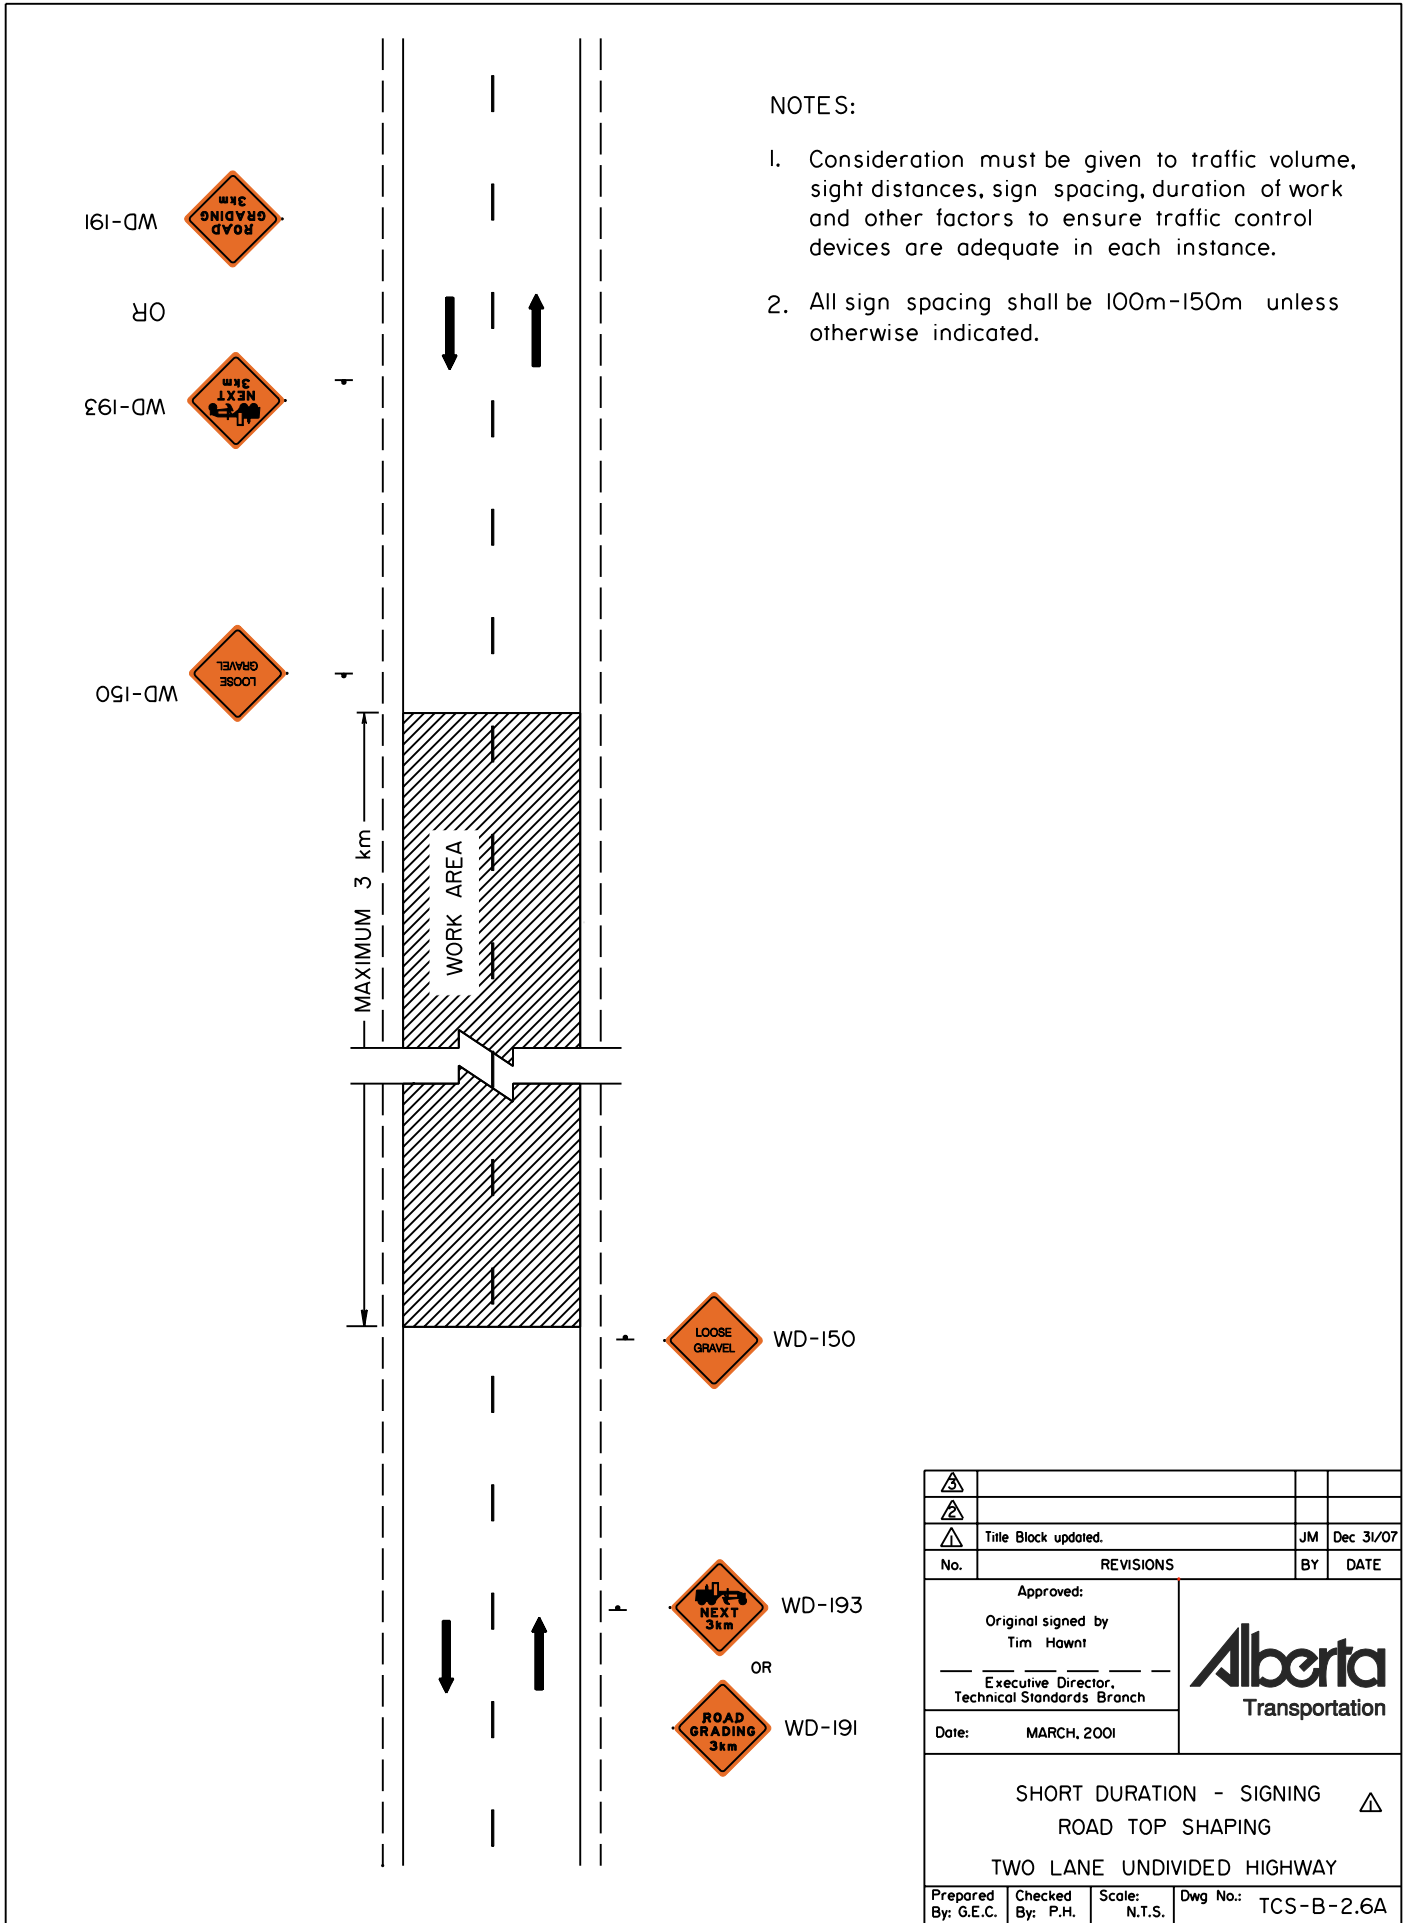 NOTES:
1. Consideration must be given to traffic volume,
sight distances, sign spacing, duration of work
and other factors to ensure traffic control
devices are adequate in each instance.
2. All sign spacing shall be 100m-150m unless
otherwise indicated.
WD-191
ROAD
GRADING
3km
OR
WD-193
NEXT
3km
WD-150
LOOSE
GRAVEL
MAXIMUM 3 km
WORK AREA
LOOSE
GRAVEL
WD-150
NEXT
3km
WD-193
OR
ROAD
GRADING
3km
WD-191
3
2
1 Title Block updated. JM Dec 31/07
No. REVISIONS BY DATE
Approved:
Original signed by
Tim Hawnt
Executive Director,
Technical Standards Branch
Date: MARCH, 2001
Alberta
Transportation
SHORT DURATION - SIGNING 1
ROAD TOP SHAPING
TWO LANE UNDIVIDED HIGHWAY
Prepared
By: G.E.C.
Checked
By: P.H.
Scale:
N.T.S.
Dwg No.: TCS-B-2.6A